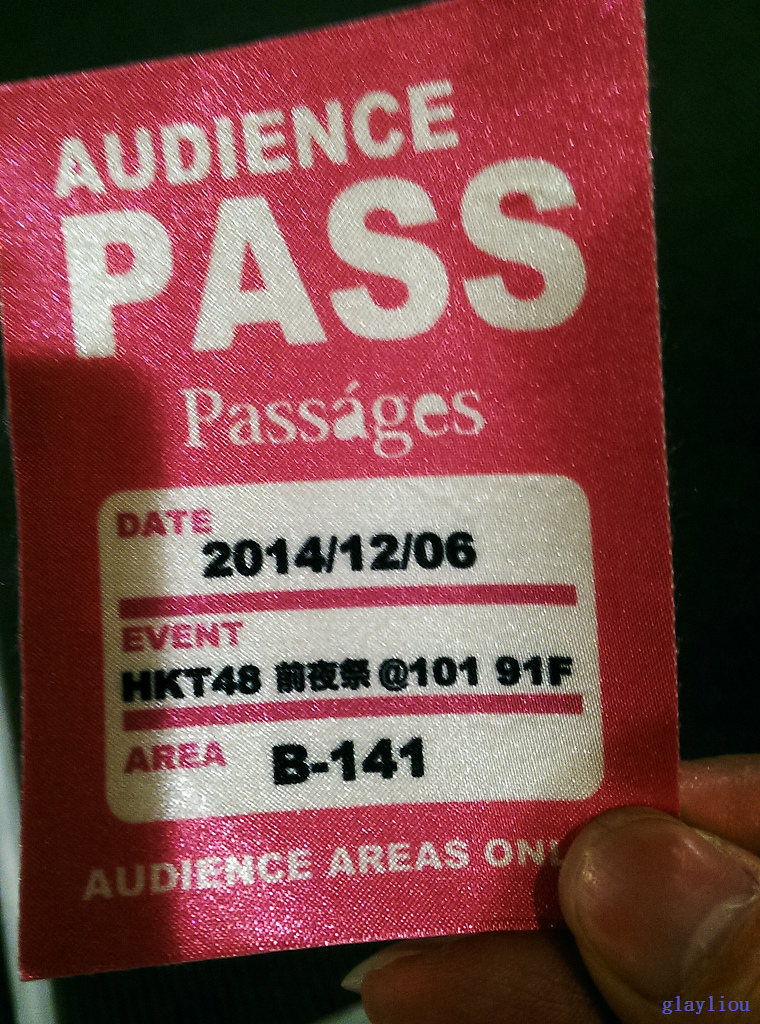 AUDIENCE
PASS
Passáges
DATE
2014/12/06
EVENT
HKT48 前夜祭@101 91F
AREA
B-141
AUDIENCE AREAS ONL
glayliou